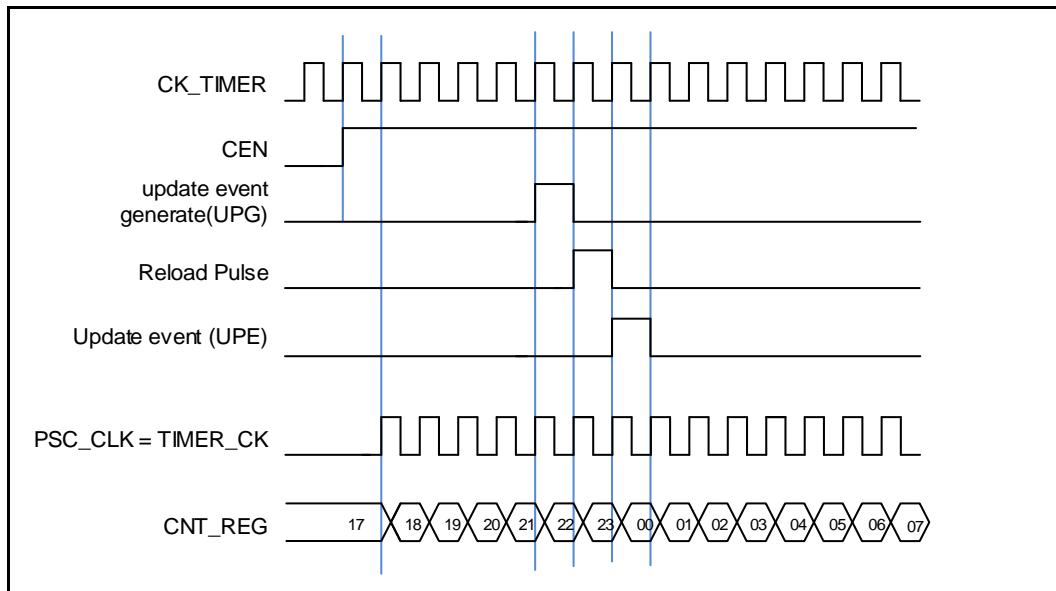 CK_TIMER
CEN
update event
generate(UPG)
Reload Pulse
Update event (UPE)
PSC_CLK = TIMER_CK
CNT_REG 17 18 19 20 21 22 23 00 01 02 03 04 05 06 07